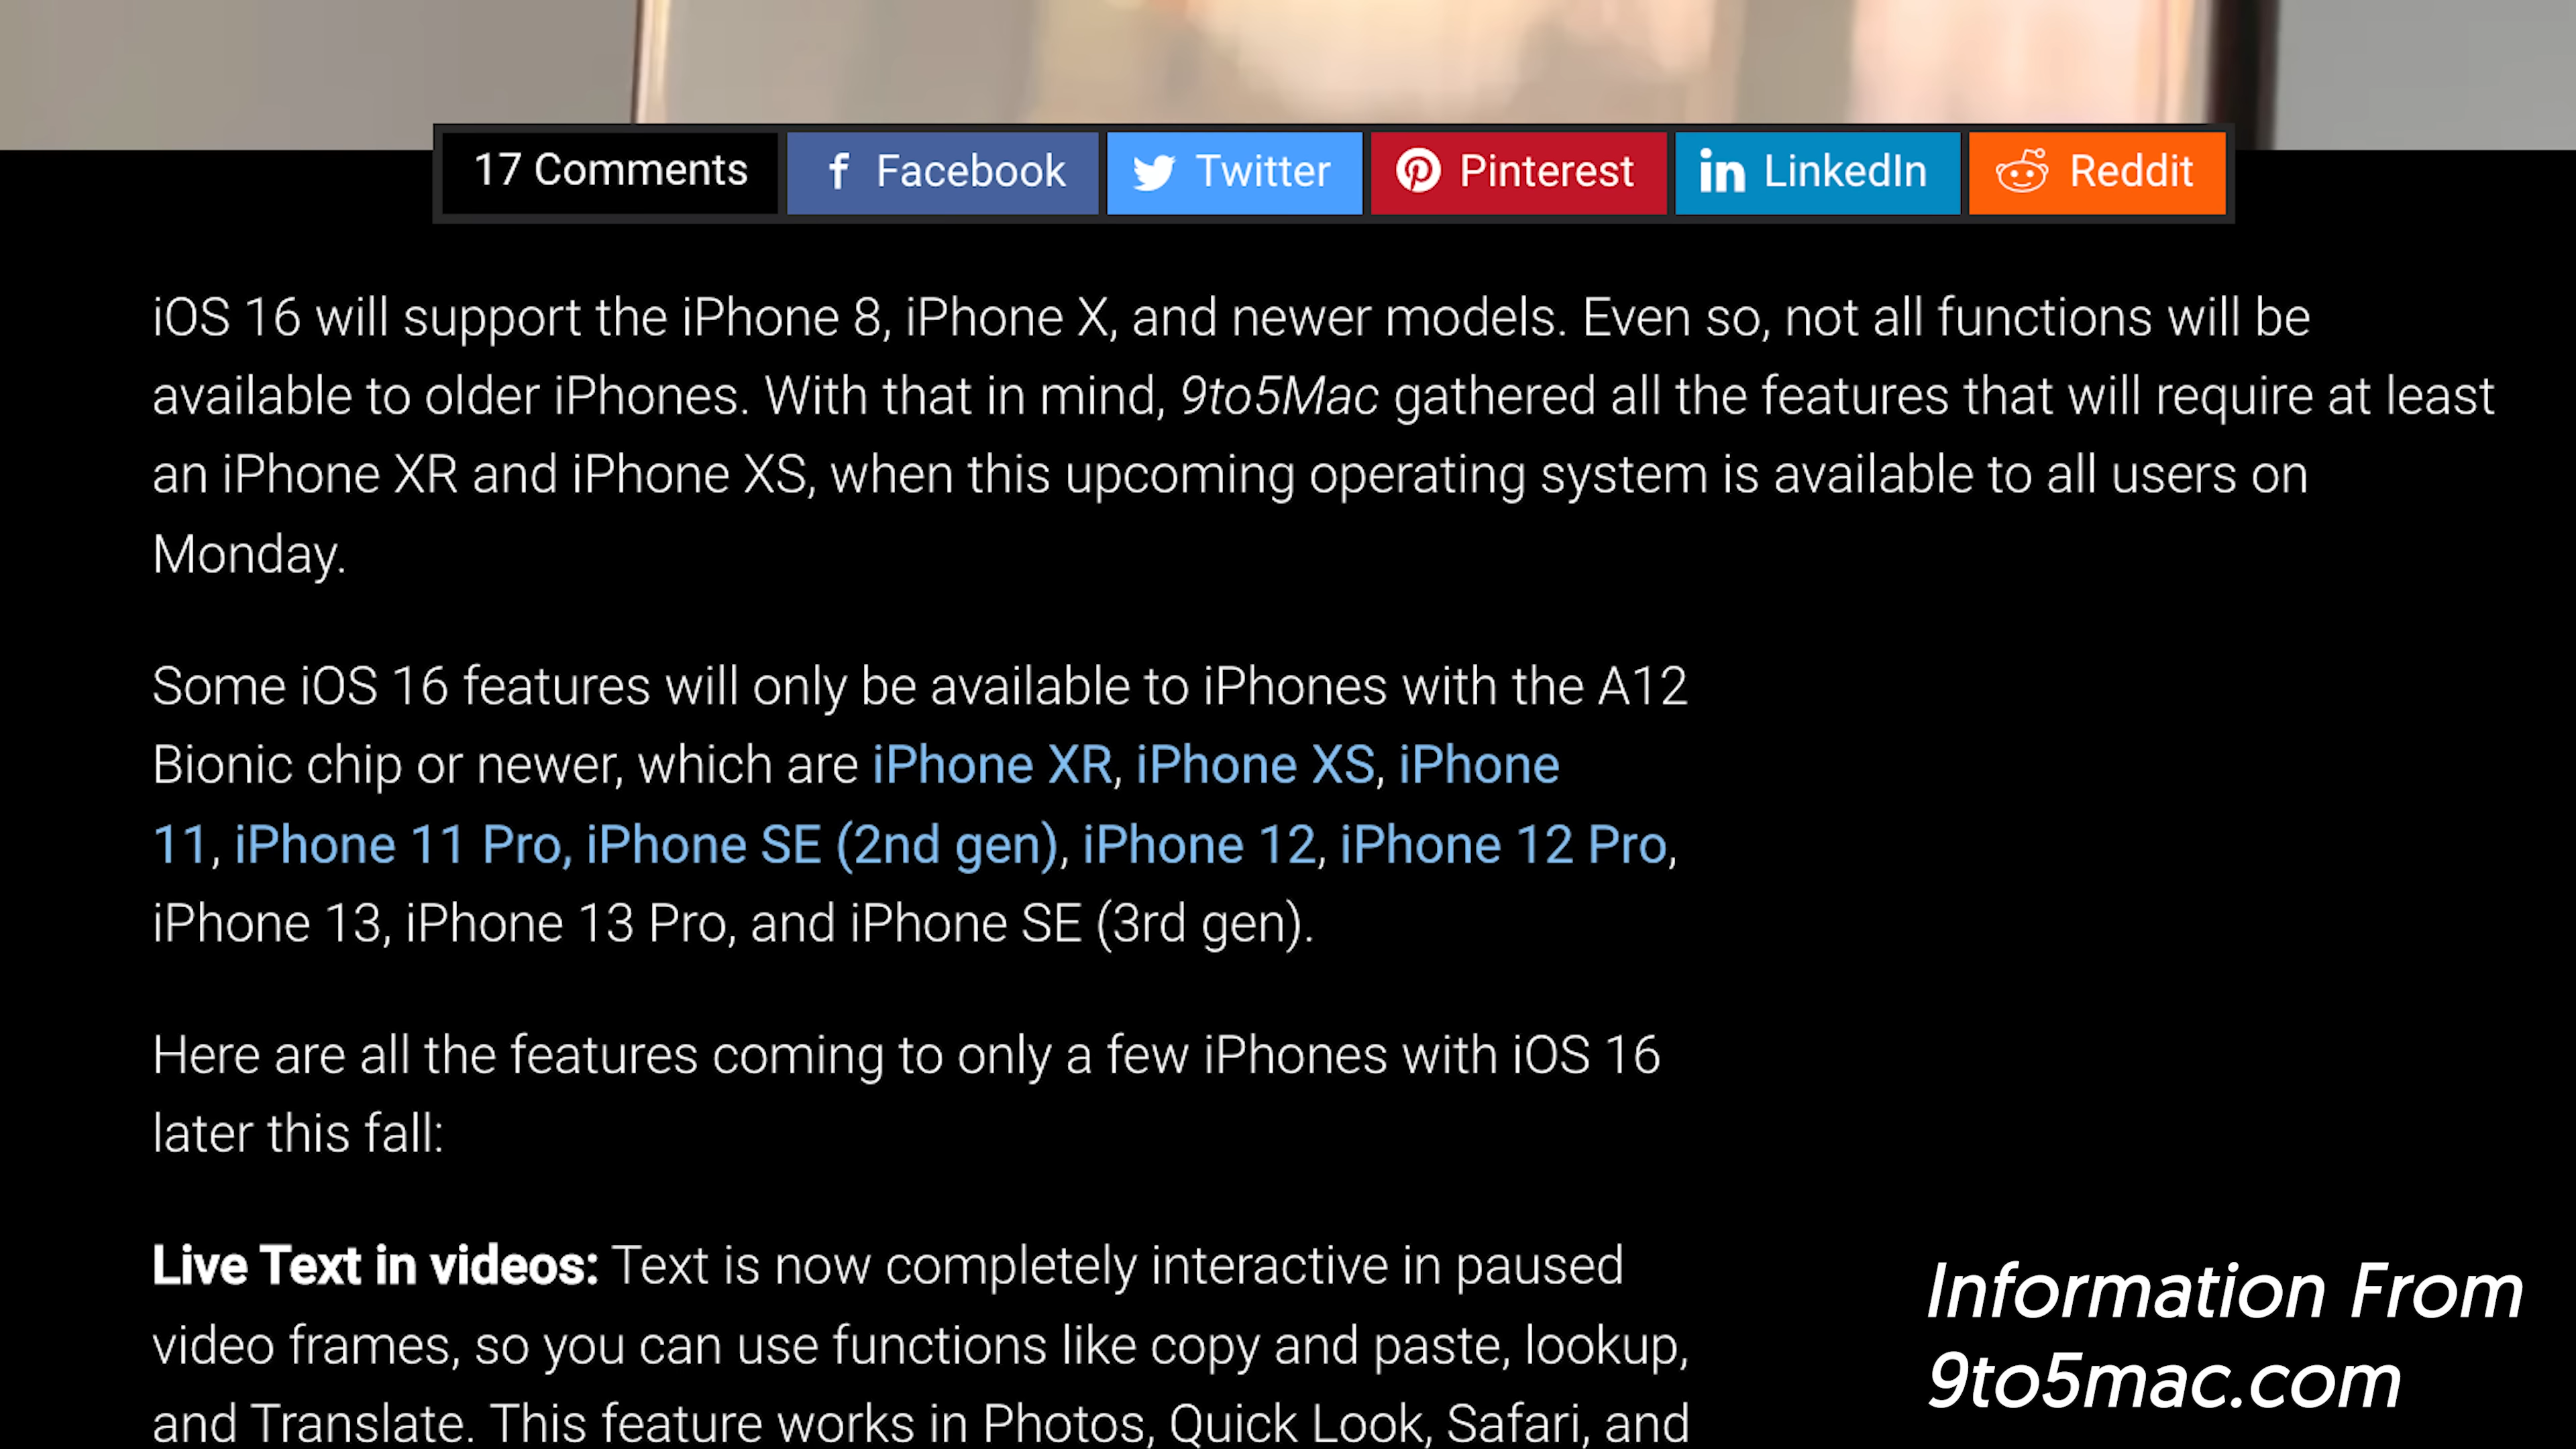 17 Comments
Facebook
Twitter
Pinterest
LinkedIn
Reddit
iOS 16 will support the iPhone 8, iPhone X, and newer models. Even so, not all functions will be
available to older iPhones. With that in mind, 9to5Mac gathered all the features that will require at least
an iPhone XR and iPhone XS, when this upcoming operating system is available to all users on
Monday.
Some iOS 16 features will only be available to iPhones with the A12
Bionic chip or newer, which are iPhone XR, iPhone XS, iPhone
11, iPhone 11 Pro, iPhone SE (2nd gen), iPhone 12, iPhone 12 Pro,
iPhone 13, iPhone 13 Pro, and iPhone SE (3rd gen).
Here are all the features coming to only a few iPhones with iOS 16
later this fall:
Live Text in videos: Text is now completely interactive in paused
video frames, so you can use functions like copy and paste, lookup,
and Translate. This feature works in Photos, Quick Look, Safari, and
Information From
9to5mac.com